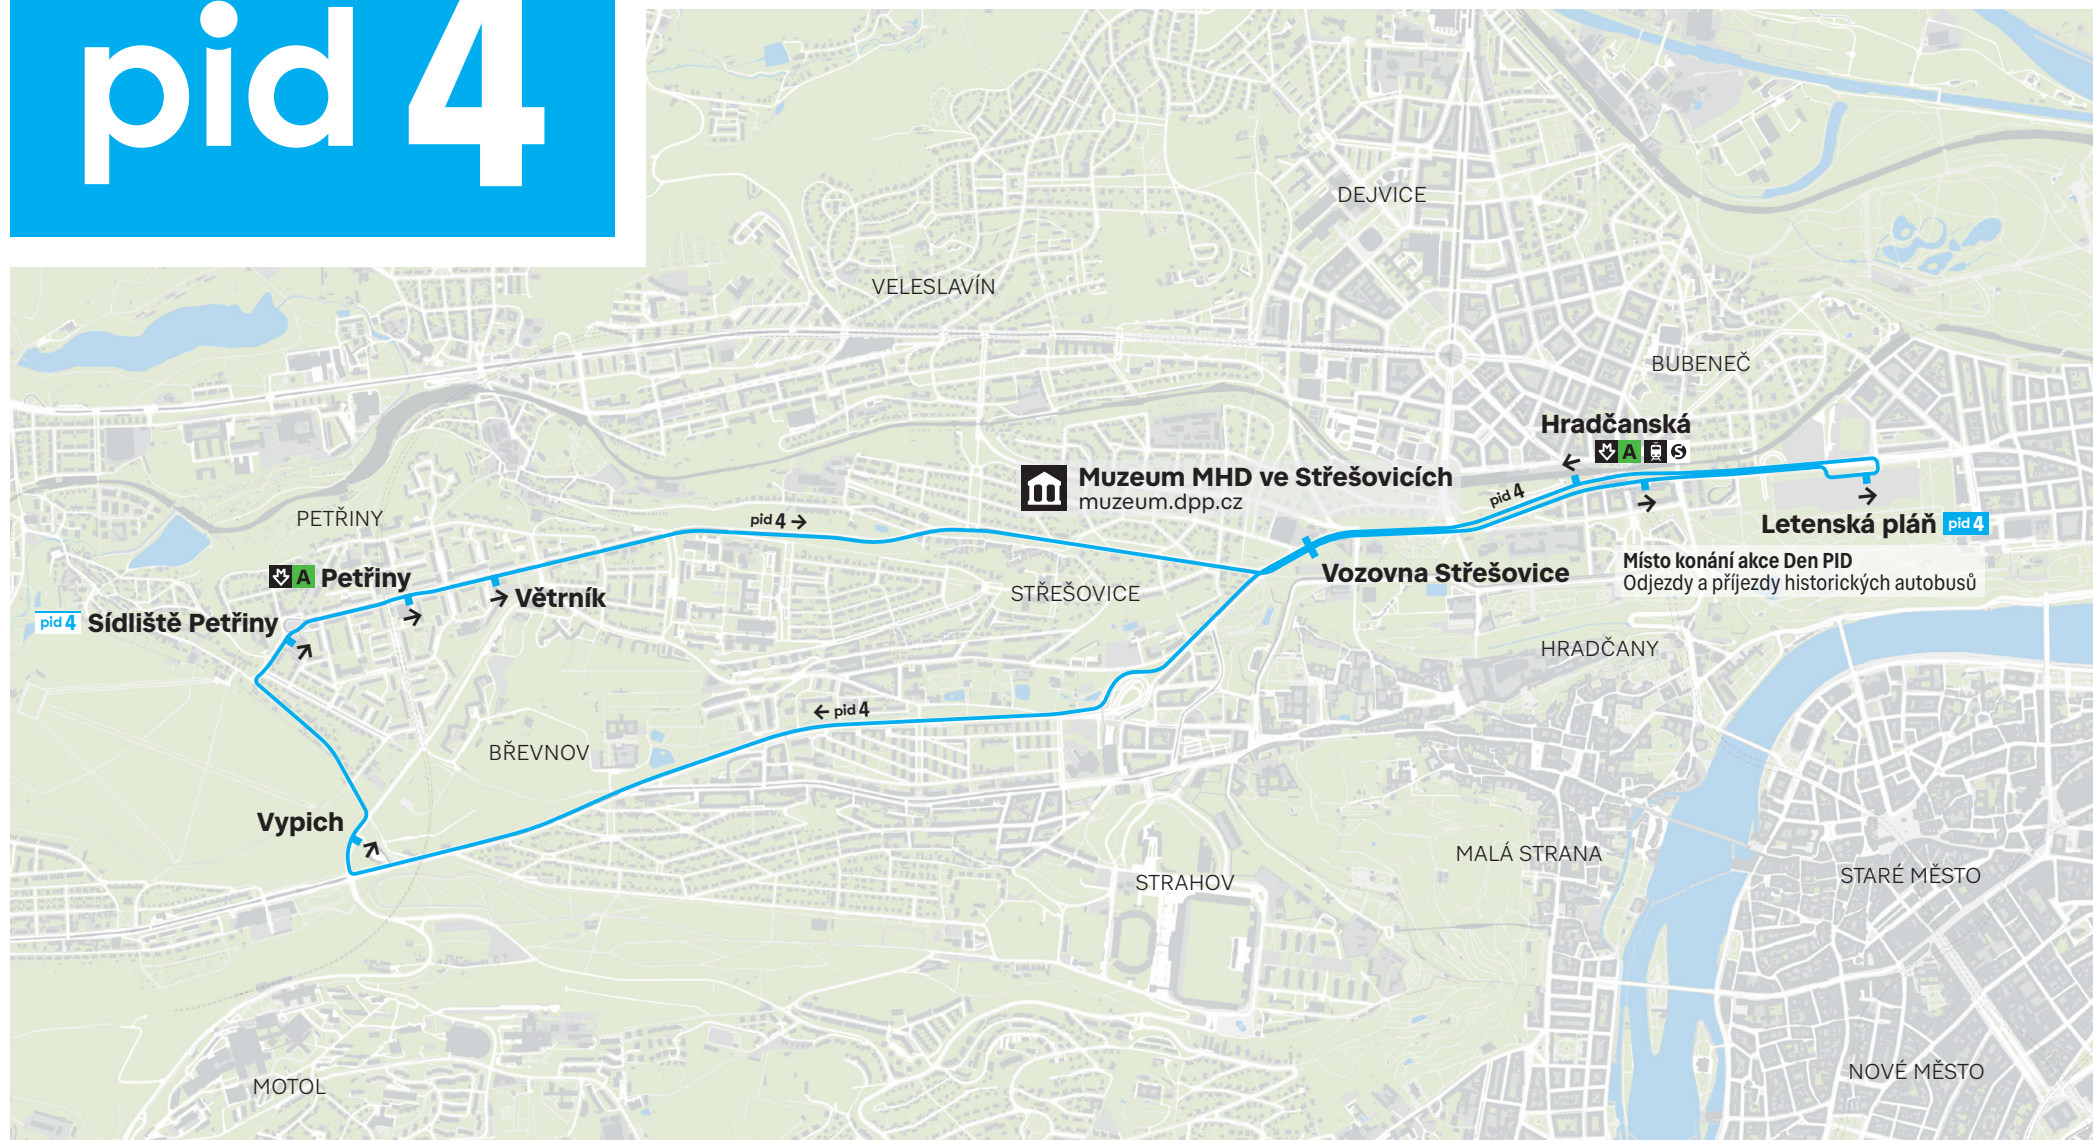 pid 4
DEJVICE
VELESLAVÍN
BUBENEČ
Hradčanská
A S
Muzeum MHD ve Střešovicích
muzeum.dpp.cz
pid 4
PETŘINY
pid 4 →
Letenská pláň pid 4
Místo konání akce Den PID
Odjezdy a příjezdy historických autobusů
A Petřiny
Vozovna Střešovice
STŘEŠOVICE
Větrník
pid 4 Sídliště Petřiny
HRADČANY
← pid 4
BŘEVNOV
Vypich
MALÁ STRANA
STRAHOV
STARÉ MĚSTO
MOTOL
NOVÉ MĚSTO